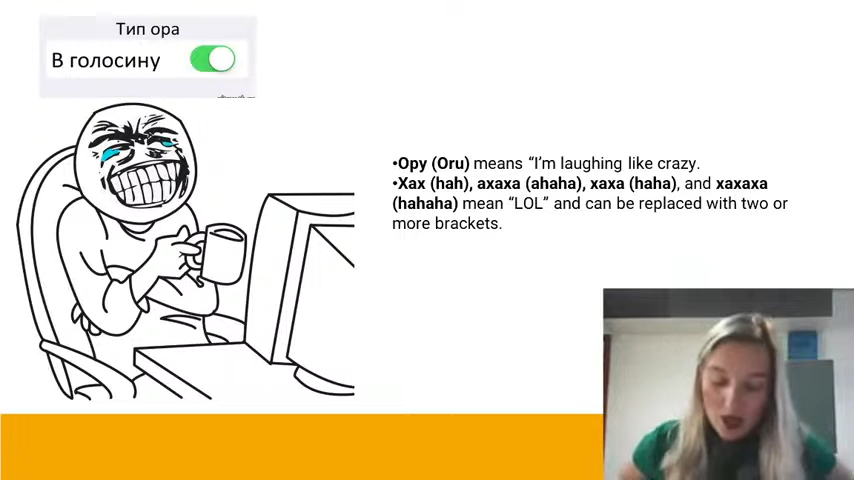 Тип ора
В голосину
•Ору (Oru) means “I’m laughing like crazy.
•Хах (hah), ахаха (ahaha), хаха (haha), and хахаха
(hahaha) mean “LOL” and can be replaced with two or
more brackets.